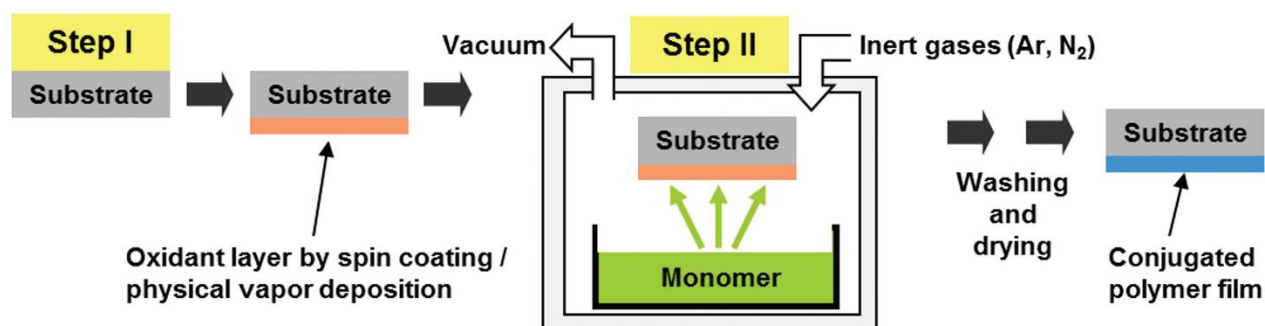 Step I
Substrate
Substrate
Oxidant layer by spin coating /
physical vapor deposition
Vacuum
Step II
Inert gases (Ar, N₂)
Substrate
Monomer
Washing
and
drying
Substrate
Conjugated
polymer film